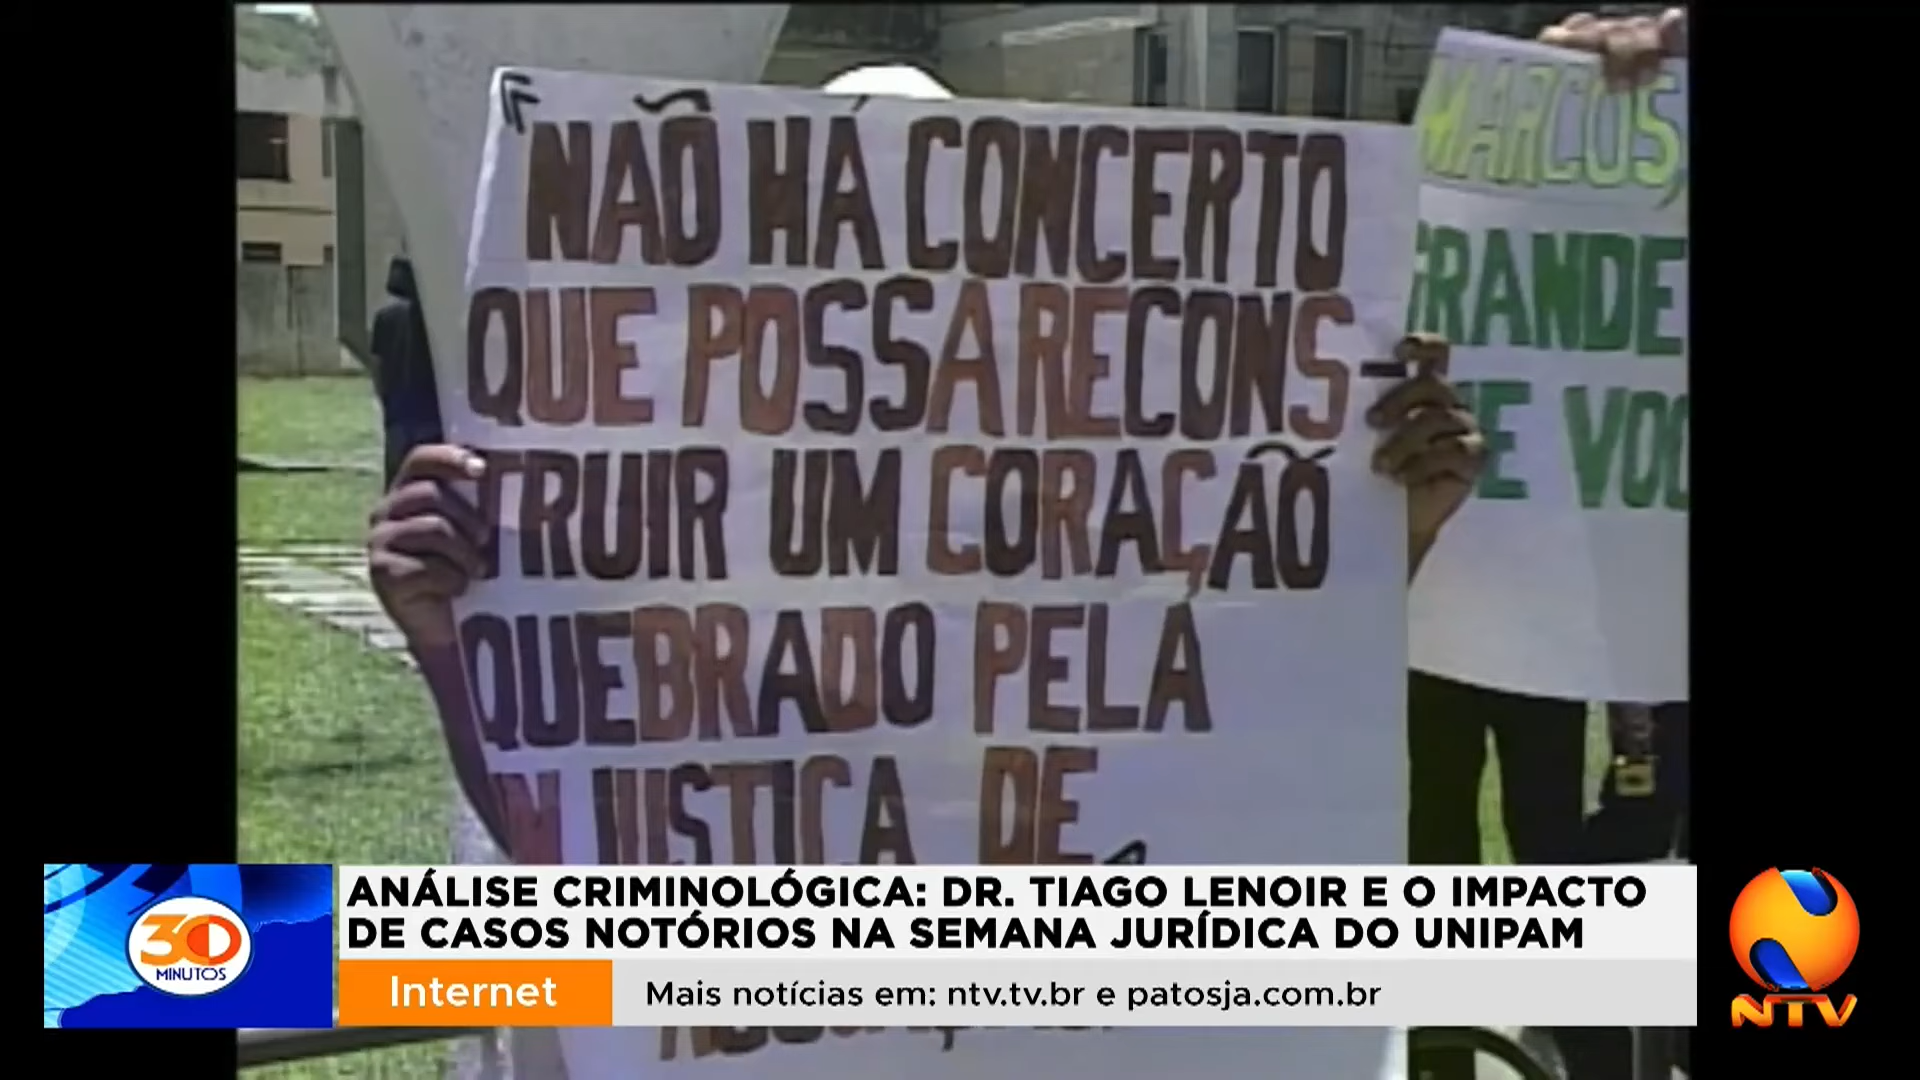 NÃO HÁ CONCERTO
QUE POSSA RECONS-
TRUIR UM CORAÇÃO
QUEBRADO PELA
INJUSTIÇA DE
MARCOS,
GRANDE
ANÁLISE CRIMINOLÓGICA: DR. TIAGO LENOIR E O IMPACTO
DE CASOS NOTÓRIOS NA SEMANA JURÍDICA DO UNIPAM
30
MINUTOS
Internet
Mais notícias em: ntv.tv.br e patosja.com.br
NTV